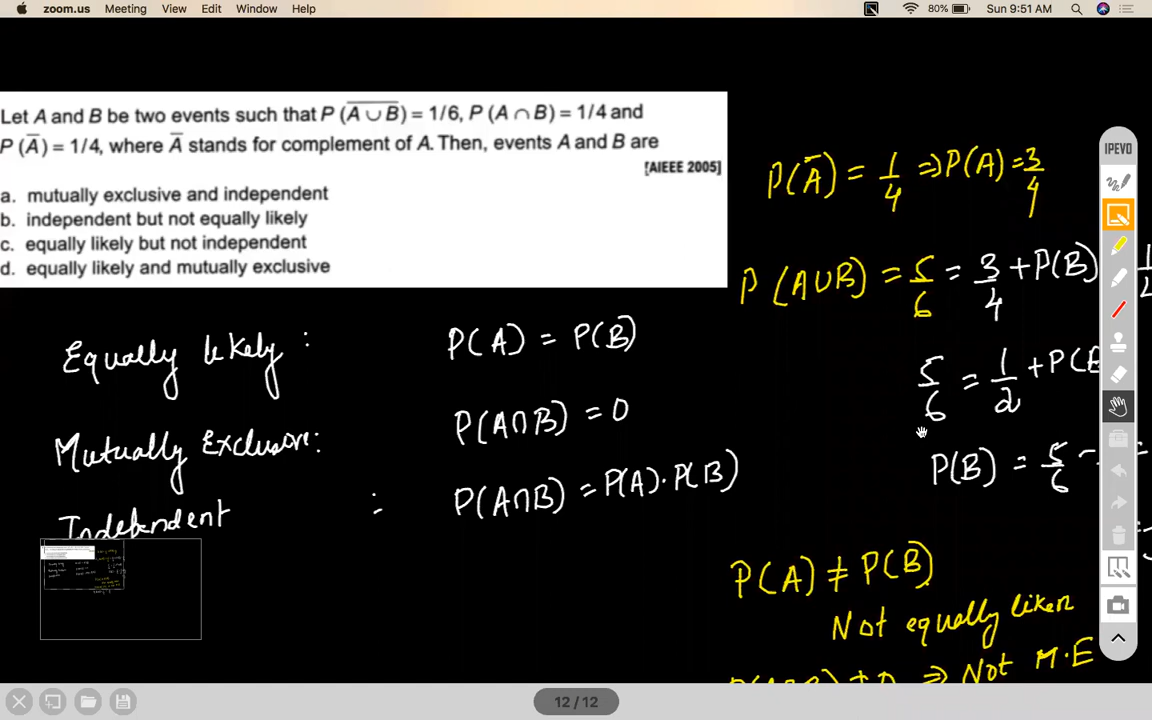 zoom.us Meeting View Edit Window Help 80% Sun 9:51 AM
Let A and B be two events such that P (\overline{A ∪ B}) = 1/6, P (A ∩ B) = 1/4 and
P (\overline{A}) = 1/4, where \overline{A} stands for complement of A. Then, events A and B are
[AIEEE 2005]
a. mutually exclusive and independent
b. independent but not equally likely
c. equally likely but not independent
d. equally likely and mutually exclusive
P(\overline{A}) = 1/4 ⇒ P(A) = 3/4
P(A∪B) = 5/6 = 3/4 + P(B)
5/6 = 1/2 + P(
P(B) = 5/6 -
Equally likely : P(A) = P(B)
Mutually Exclusive: P(A∩B) = 0
Independent : P(A∩B) = P(A)·P(B)
P(A) ≠ P(B)
Not equally likely
⇒ Not M.E
IPEVO
12 / 12